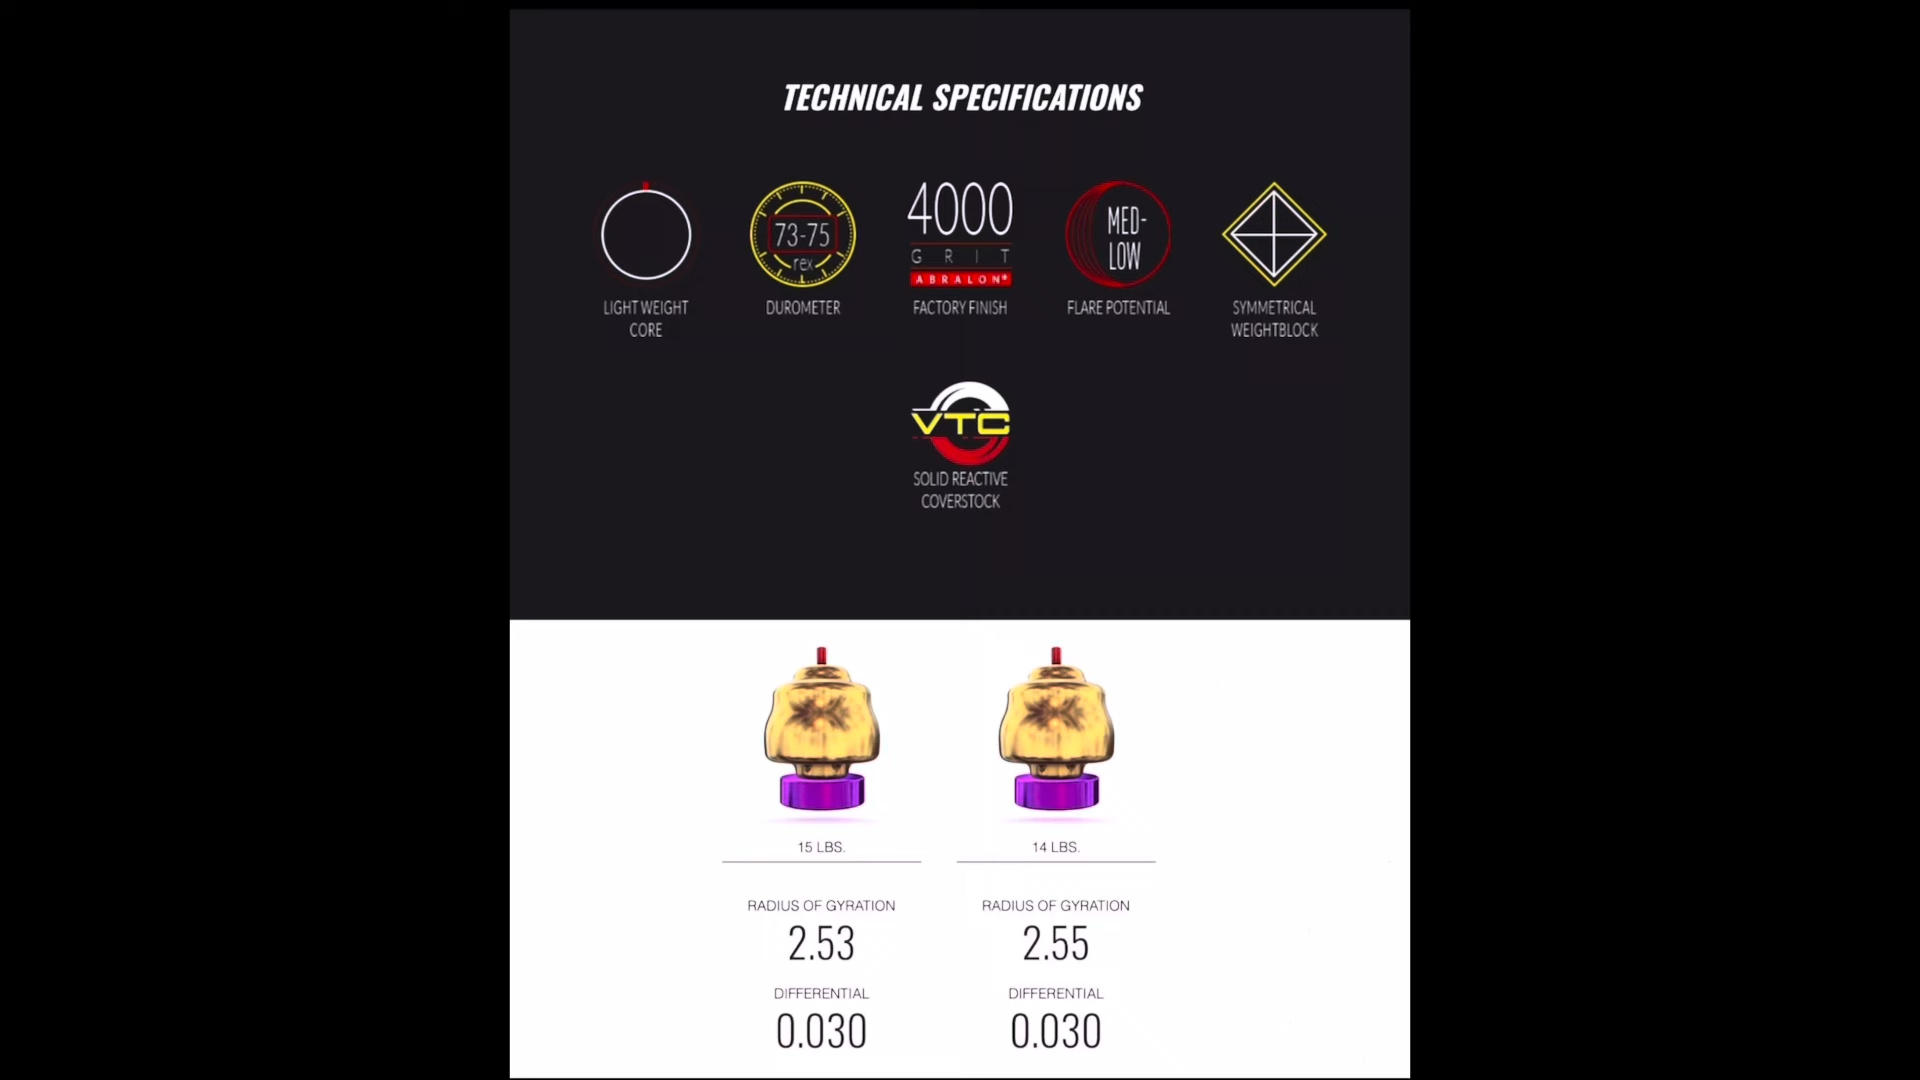 TECHNICAL SPECIFICATIONS
73-75
rex
4000
GRIT
ABRALON®
MED-
LOW
LIGHT WEIGHT
CORE
DUROMETER
FACTORY FINISH
FLARE POTENTIAL
SYMMETRICAL
WEIGHTBLOCK
VTC
SOLID REACTIVE
COVERSTOCK
15 LBS.
14 LBS.
RADIUS OF GYRATION
RADIUS OF GYRATION
2.53
2.55
DIFFERENTIAL
DIFFERENTIAL
0.030
0.030